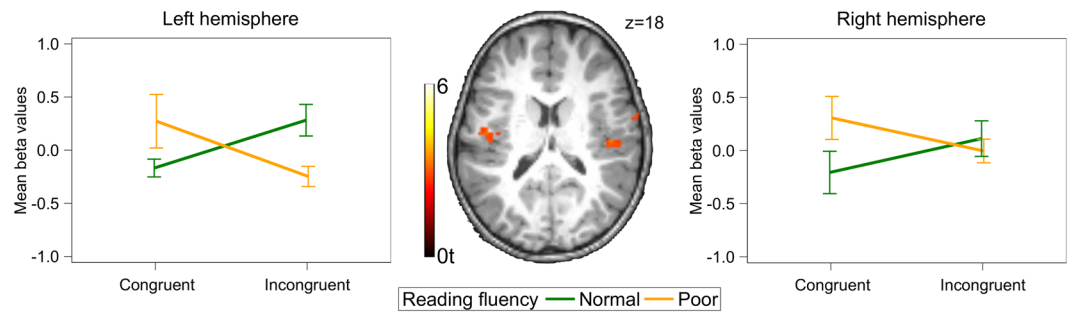 Left hemisphere
Mean beta values
1.0
0.5
0.0
-0.5
-1.0
Congruent Incongruent
z=18
6
0t
Right hemisphere
Mean beta values
1.0
0.5
0.0
-0.5
-1.0
Congruent Incongruent
Reading fluency Normal Poor